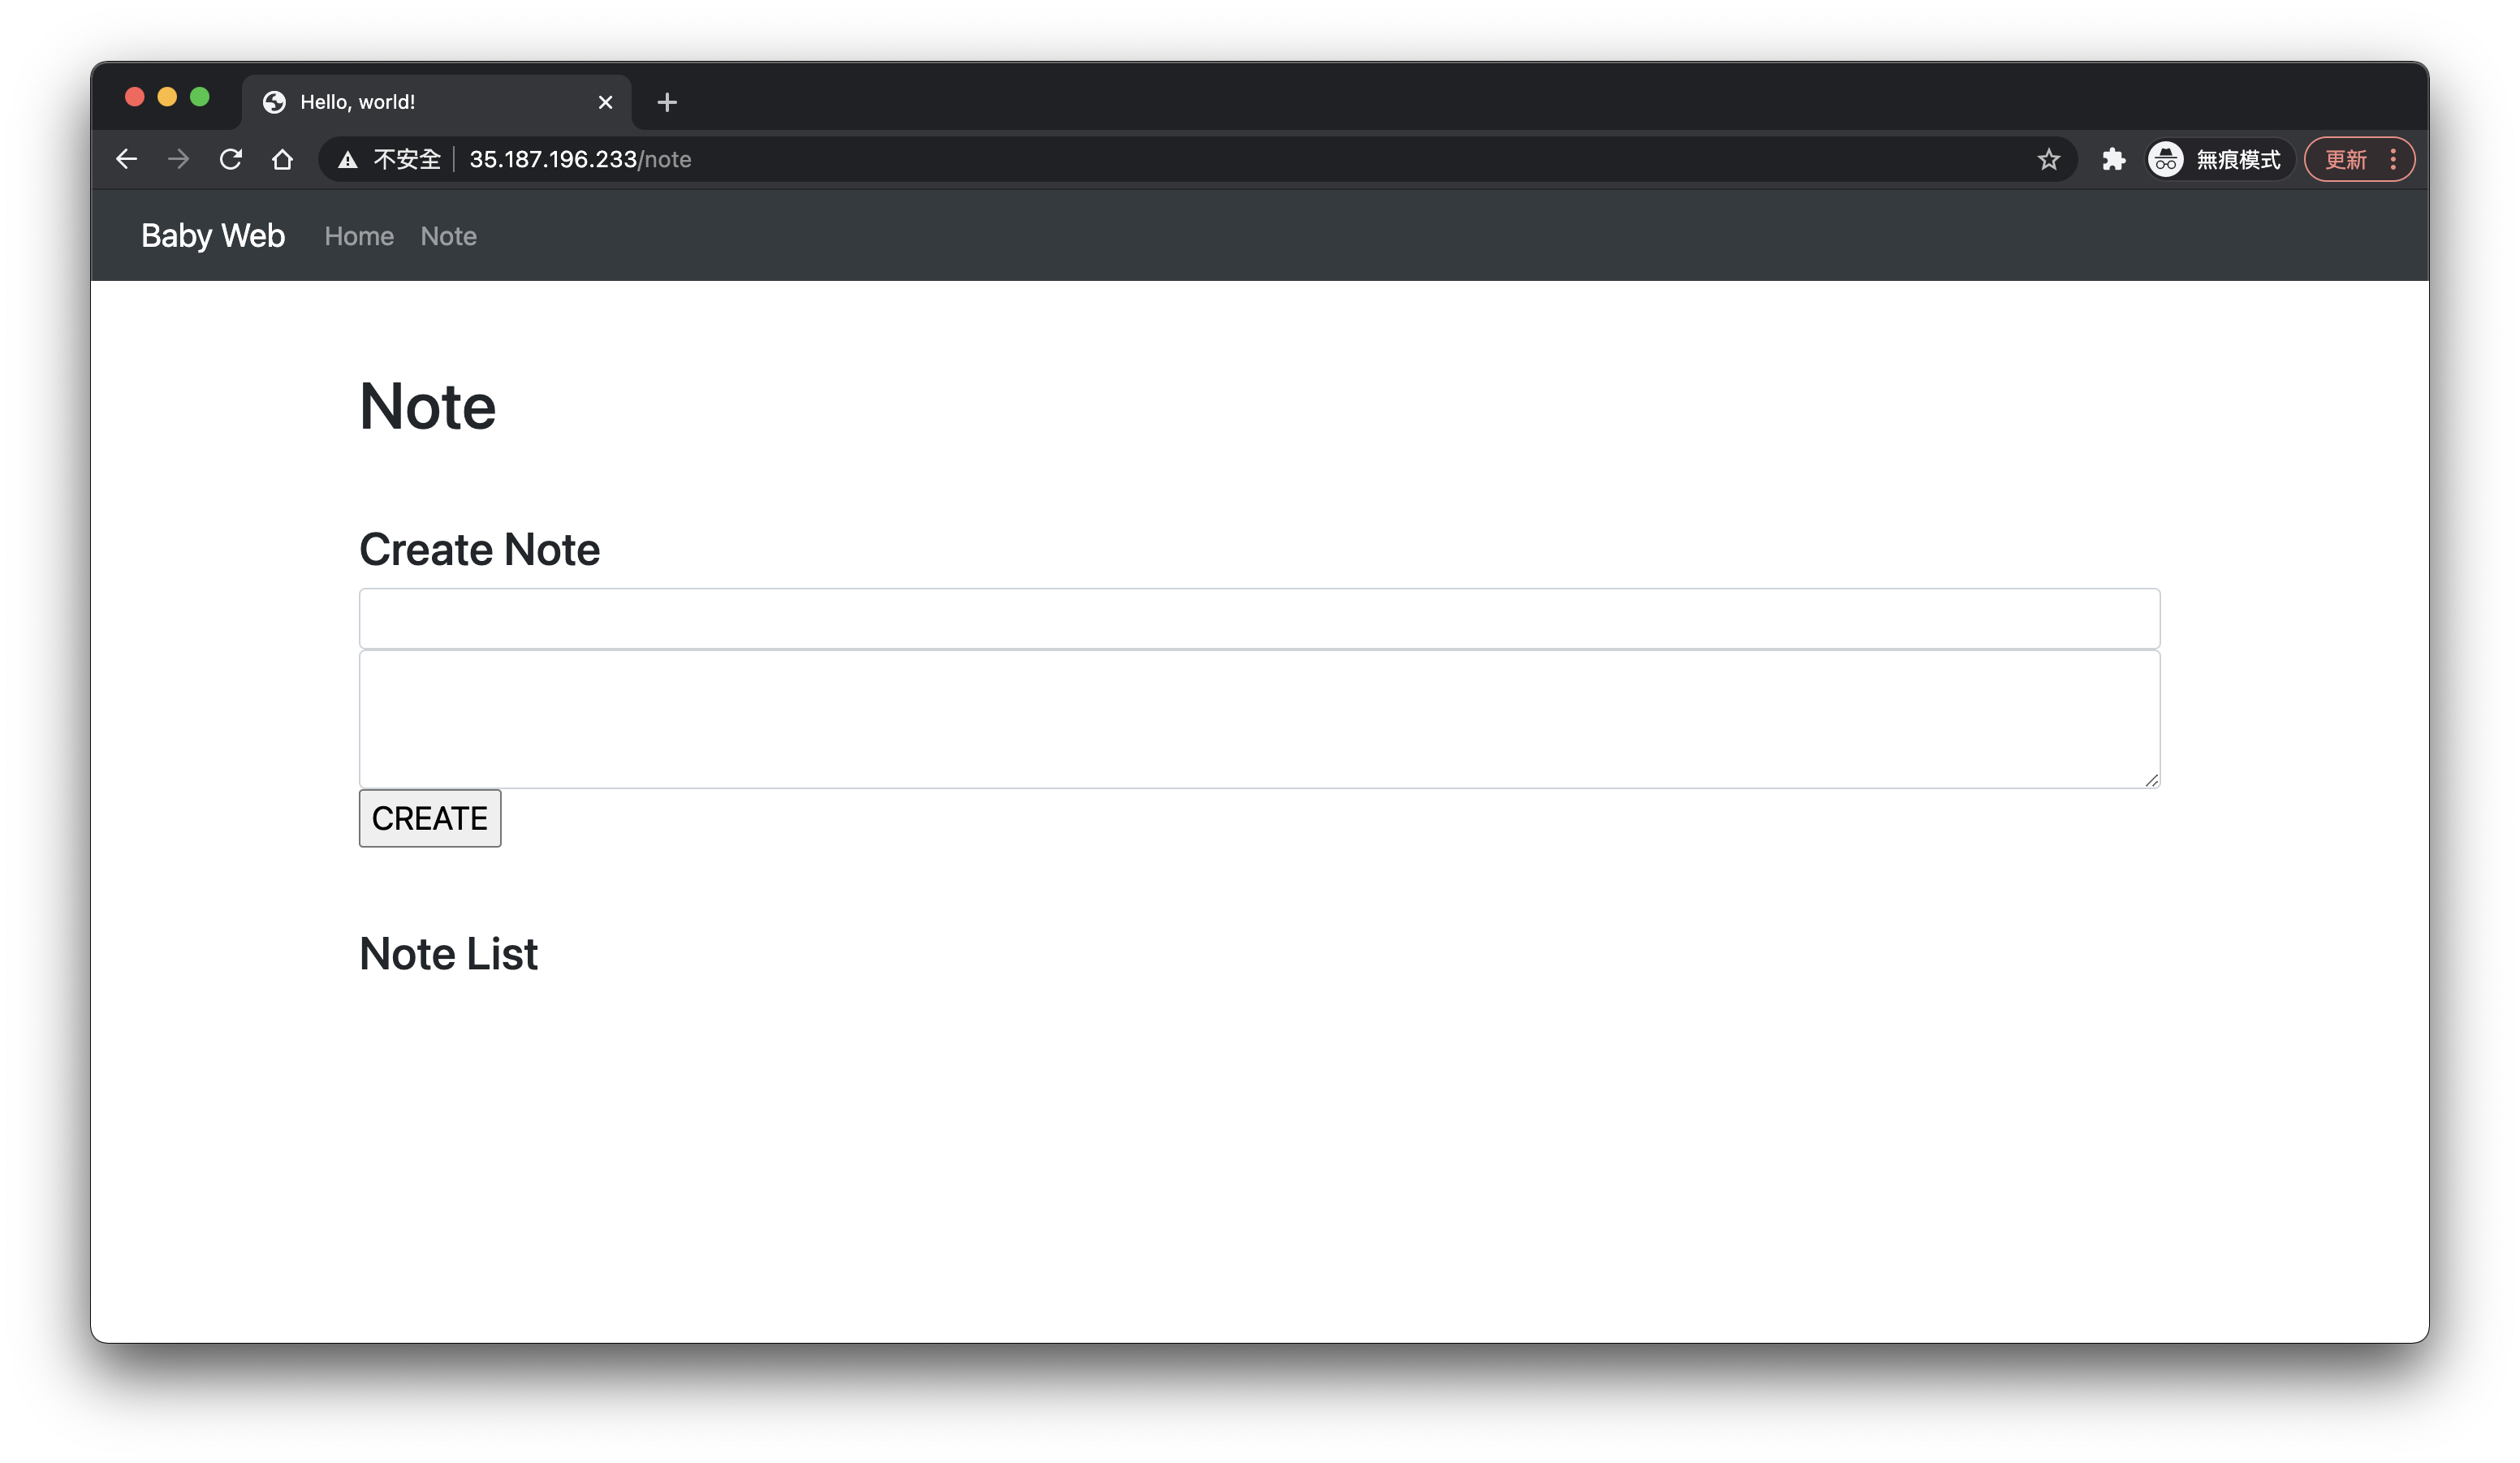 Hello, world!
不安全 35.187.196.233/note 無痕模式 更新
Baby Web Home Note
Note
Create Note
CREATE
Note List